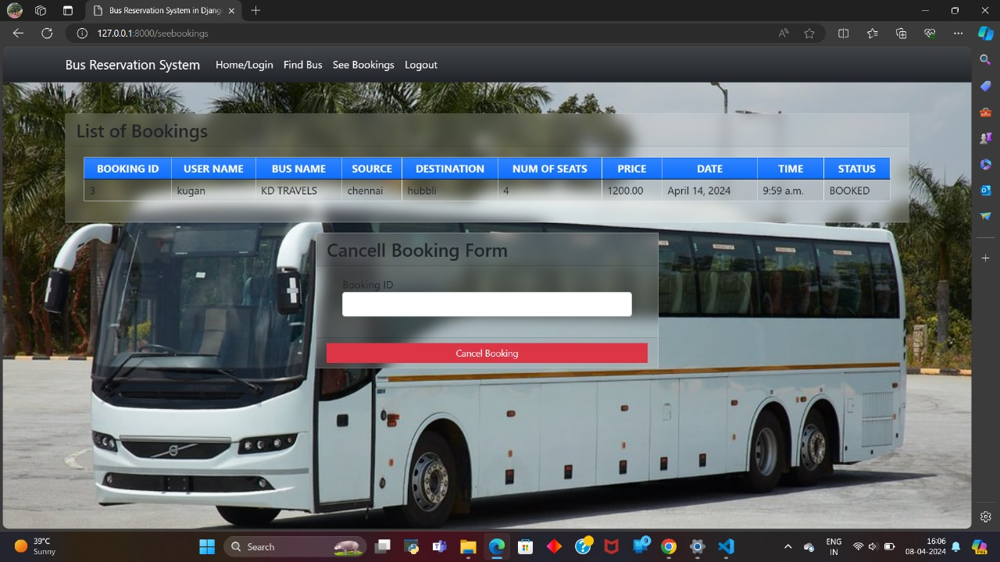 Bus Reservation System in Djang
127.0.0.1:8000/seebookings
Bus Reservation System Home/Login Find Bus See Bookings Logout
List of Bookings
BOOKING ID USER NAME BUS NAME SOURCE DESTINATION NUM OF SEATS PRICE DATE TIME STATUS
3 kugan KD TRAVELS chennai hubbli 4 1200.00 April 14, 2024 9:59 a.m. BOOKED
Cancell Booking Form
Booking ID
Cancel Booking
39°C
Sunny
Search
9
ENG
IN
16:06
08-04-2024
PRE